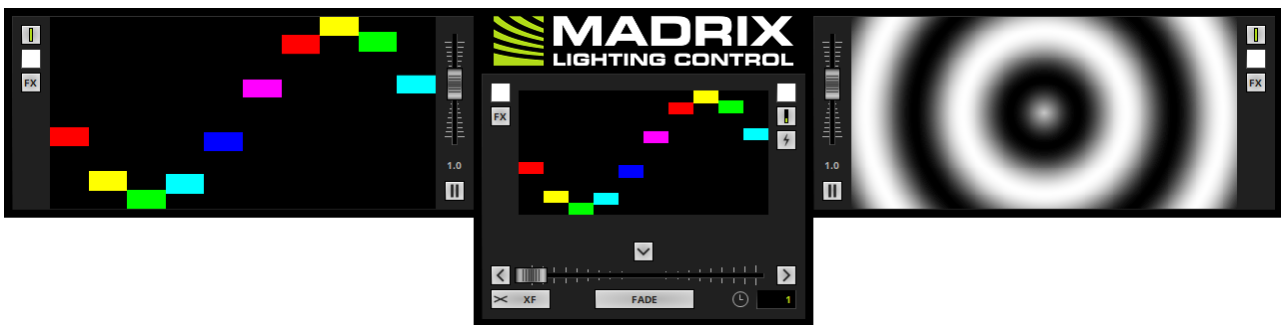 MADRIX
LIGHTING CONTROL
FX
1.0
FX
1.0
FX
XF
FADE
1